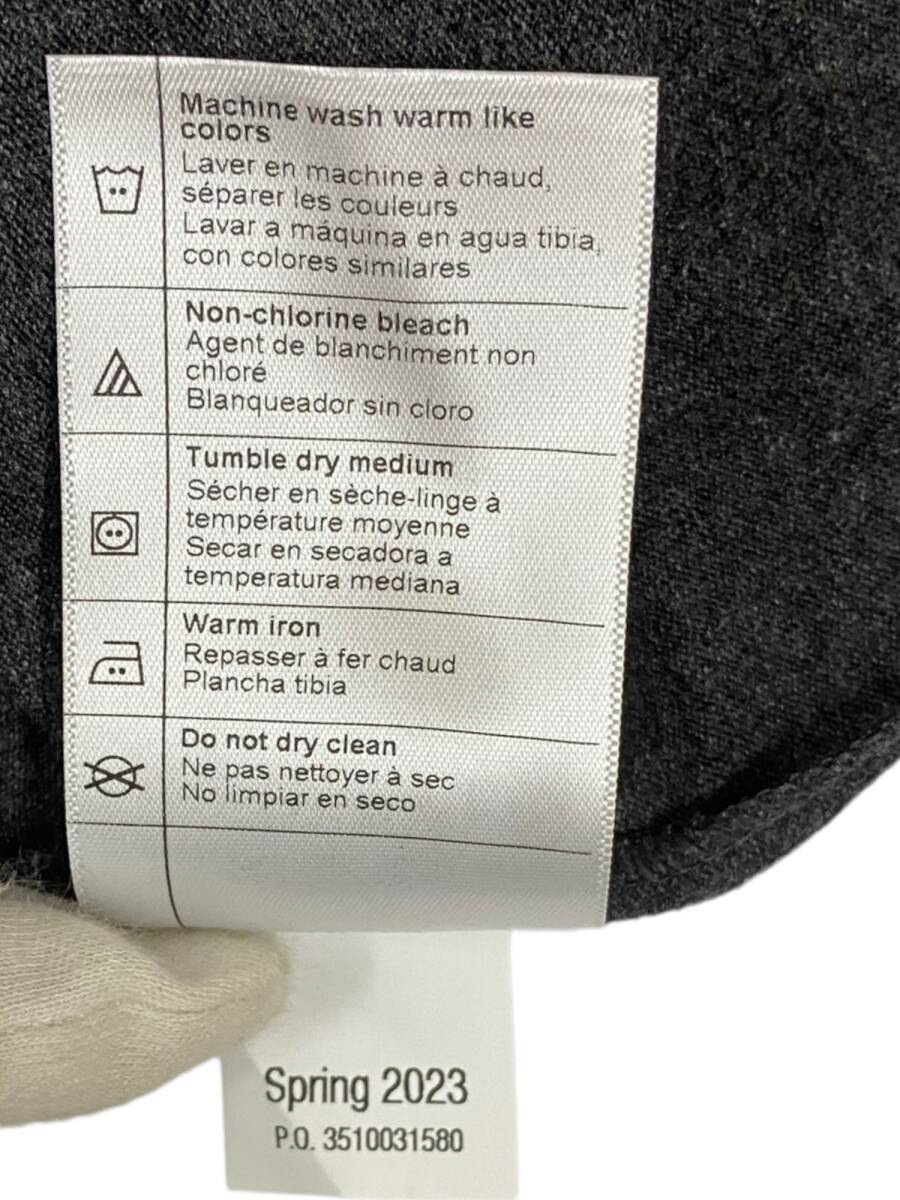 Machine wash warm like
colors
Laver en machine à chaud,
séparer les couleurs
Lavar a máquina en agua tibia,
con colores similares
Non-chlorine bleach
Agent de blanchiment non
chloré
Blanqueador sin cloro
Tumble dry medium
Sécher en sèche-linge à
température moyenne
Secar en secadora a
temperatura mediana
Warm iron
Repasser à fer chaud
Plancha tibia
Do not dry clean
Ne pas nettoyer à sec
No limpiar en seco
Spring 2023
P.O. 3510031580